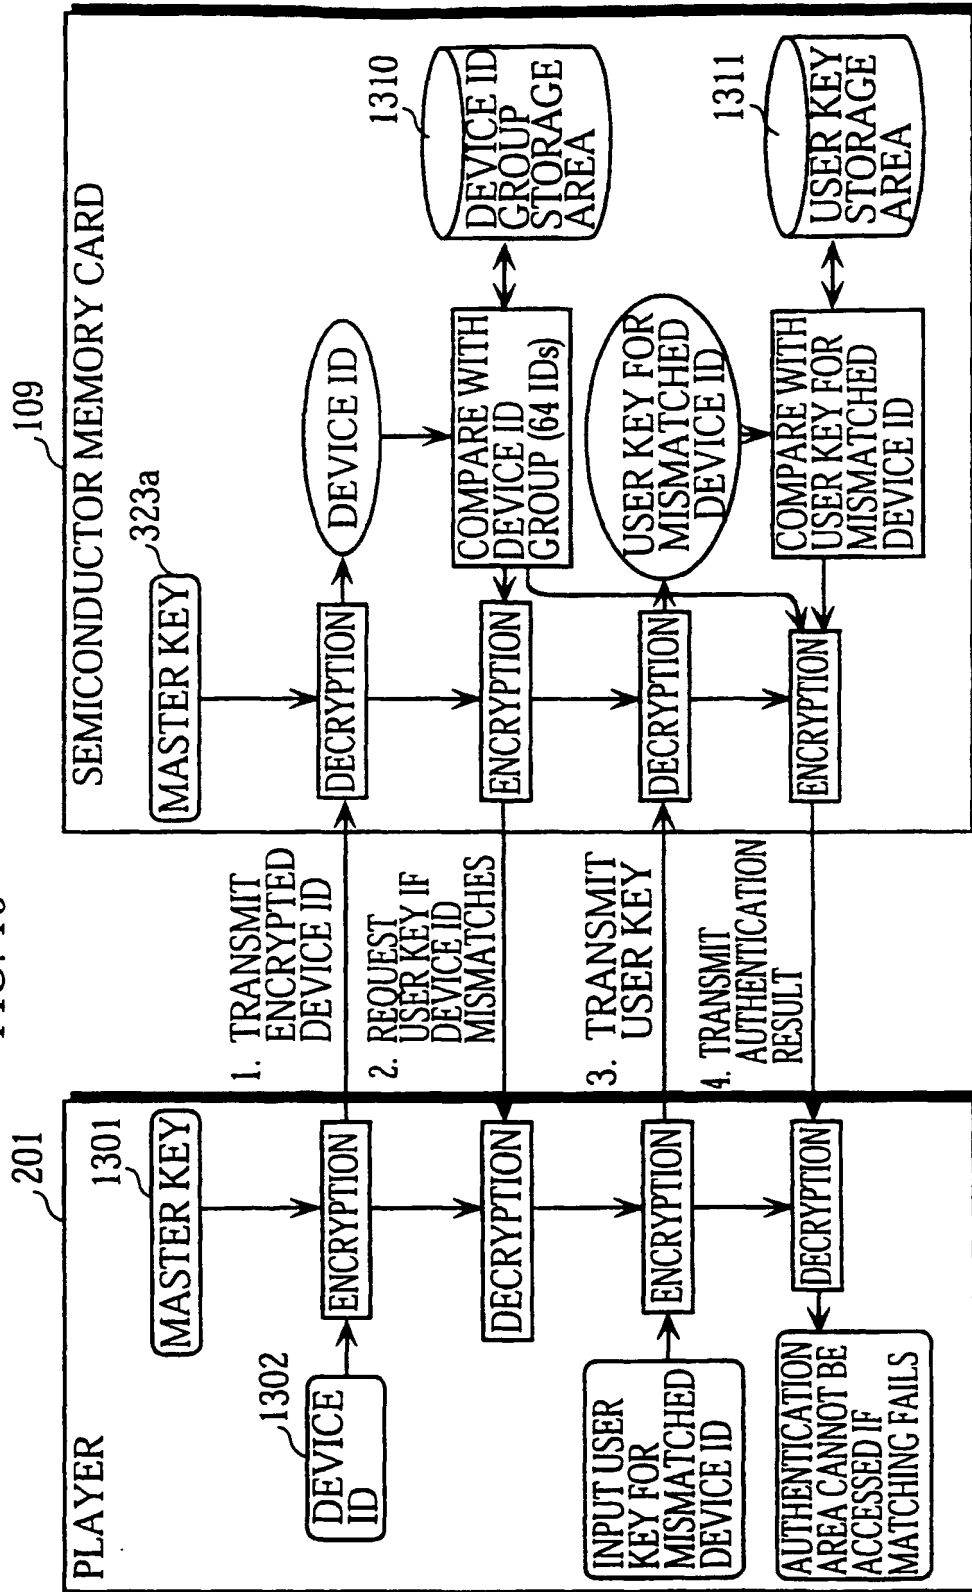 PLAYER
201
MASTER KEY
1301
DEVICE
ID
1302
ENCRYPTION
DECRYPTION
INPUT USER
KEY FOR
MISMATCHED
DEVICE ID
ENCRYPTION
DECRYPTION
AUTHENTICATION
AREA CANNOT BE
ACCESSED IF
MATCHING FAILS
1. TRANSMIT
ENCRYPTED
DEVICE ID
2. REQUEST
USER KEY IF
DEVICE ID
MISMATCHES
3. TRANSMIT
USER KEY
4. TRANSMIT
AUTHENTICATION
RESULT
SEMICONDUCTOR MEMORY CARD
109
MASTER KEY
323a
DECRYPTION
DEVICE ID
ENCRYPTION
COMPARE WITH
DEVICE ID
GROUP (64 IDs)
1310
DEVICE ID
GROUP
STORAGE
AREA
DECRYPTION
USER KEY FOR
MISMATCHED
DEVICE ID
ENCRYPTION
COMPARE WITH
USER KEY FOR
MISMATCHED
DEVICE ID
1311
USER KEY
STORAGE
AREA